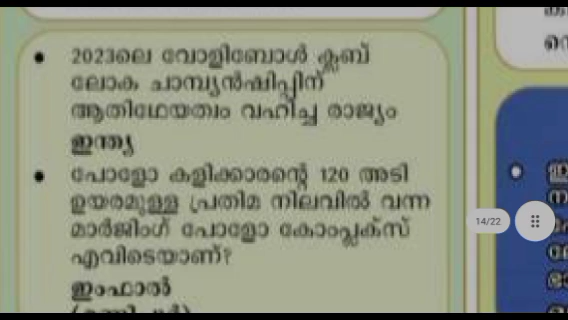 2023ലെ വോളിബോൾ ക്ലബ്
ലോക ചാമ്പ്യൻഷിപ്പിന്
ആതിഥേയത്വം വഹിച്ച രാജ്യം
ഇന്ത്യ
പോളോ കളിക്കാരന്റെ 120 അടി
ഉയരമുള്ള പ്രതിമ നിലവിൽ വന്ന
മാർജിംഗ് പോളോ കോംപ്ലക്സ്
എവിടെയാണ്?
ഇംഫാൽ
14/22